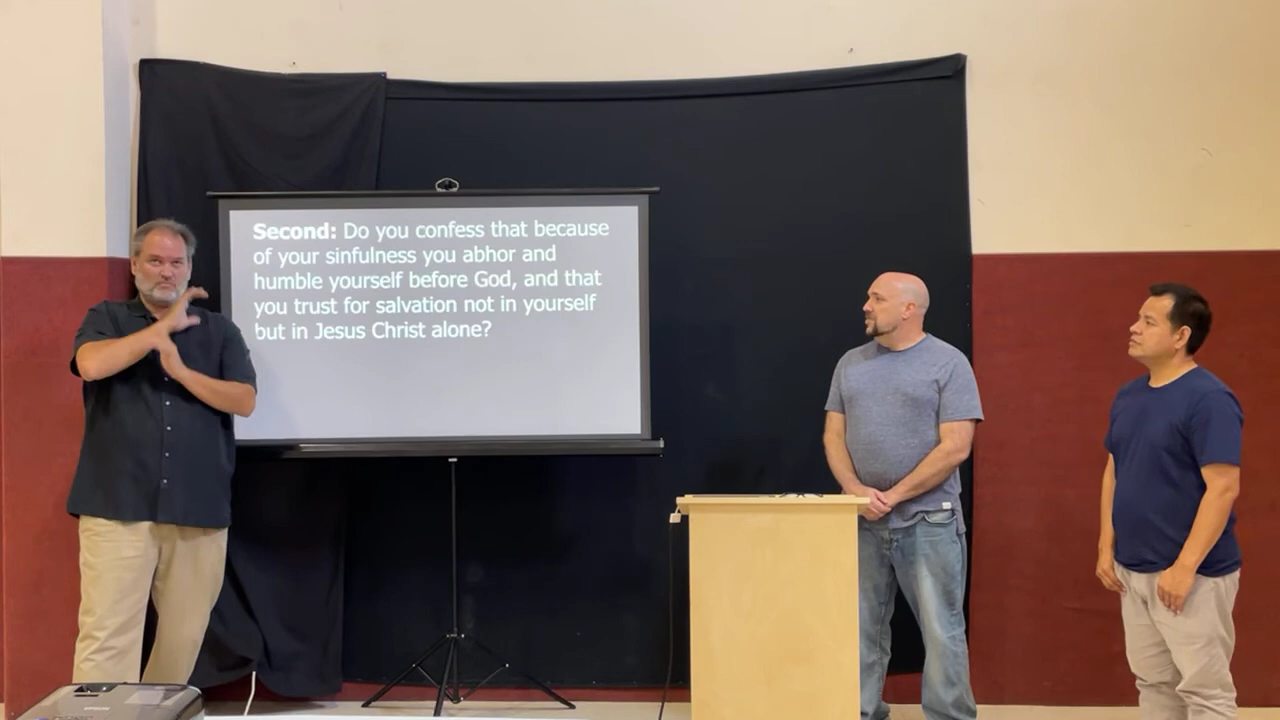 Second: Do you confess that because
of your sinfulness you abhor and
humble yourself before God, and that
you trust for salvation not in yourself
but in Jesus Christ alone?
EPSON